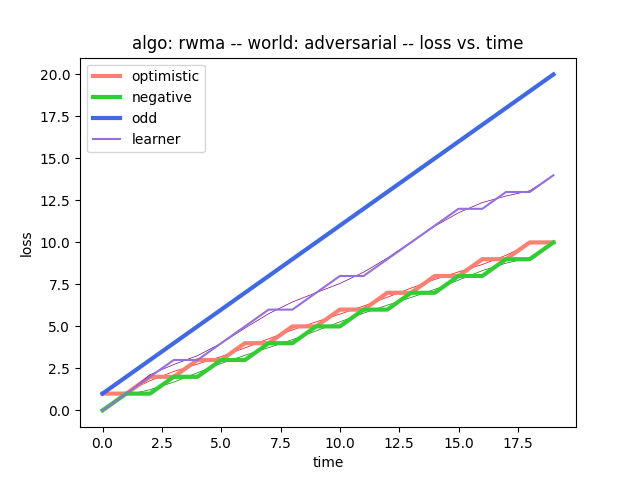 algo: rwma -- world: adversarial -- loss vs. time
optimistic
negative
odd
learner
20.0
17.5
15.0
12.5
10.0
7.5
5.0
2.5
0.0
loss
0.0 2.5 5.0 7.5 10.0 12.5 15.0 17.5
time